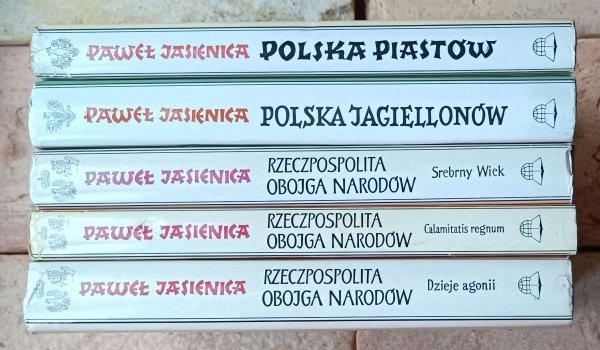 PAWEŁ JASIENICA POLSKA PIASTÓW
PAWEŁ JASIENICA POLSKA JAGIELLONÓW
PAWEŁ JASIENICA RZECZPOSPOLITA OBOJGA NARODÓW Srebrny Wiek
PAWEŁ JASIENICA RZECZPOSPOLITA OBOJGA NARODÓW Calamitatis regnum
PAWEŁ JASIENICA RZECZPOSPOLITA OBOJGA NARODÓW Dzieje agonii